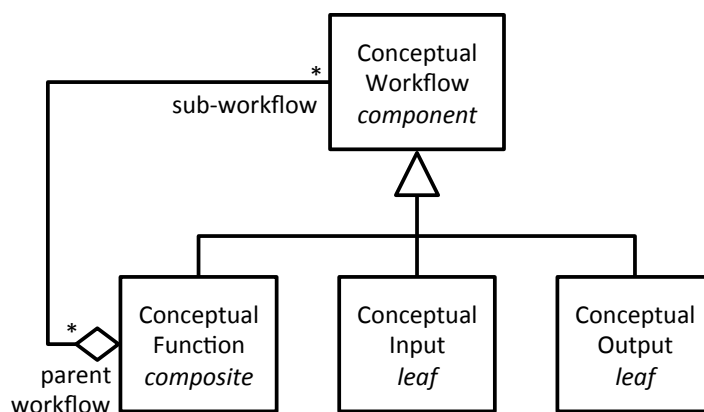 Conceptual
Workflow
component
*
sub-workflow
*
parent
workflow
Conceptual
Function
composite
Conceptual
Input
leaf
Conceptual
Output
leaf